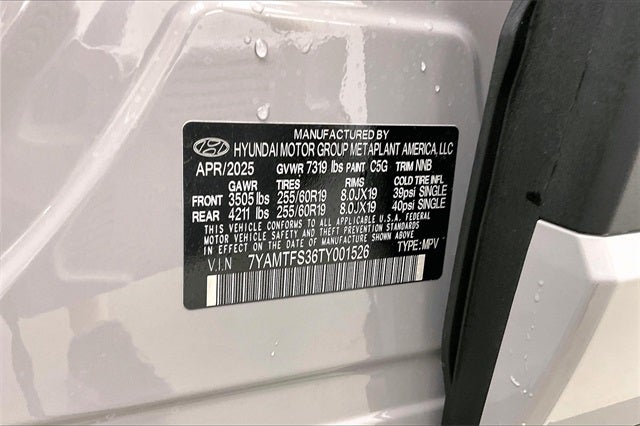 MANUFACTURED BY
HYUNDAI MOTOR GROUP METAPLANT AMERICA, LLC
APR/2025 GVWR 7319 lbs PAINT C5G TRIM NNB
GAWR TIRES RIMS COLD TIRE INFL
FRONT 3505 lbs 255/60R19 8.0JX19 39psi SINGLE
REAR 4211 lbs 255/60R19 8.0JX19 40psi SINGLE
THIS VEHICLE CONFORMS TO ALL APPLICABLE U.S.A. FEDERAL
MOTOR VEHICLE SAFETY AND THEFT PREVENTION STANDARDS
IN EFFECT ON THE DATE OF MANUFACTURE SHOWN ABOVE.
V.I.N 7YAMTFS36TY001526 TYPE: MPV